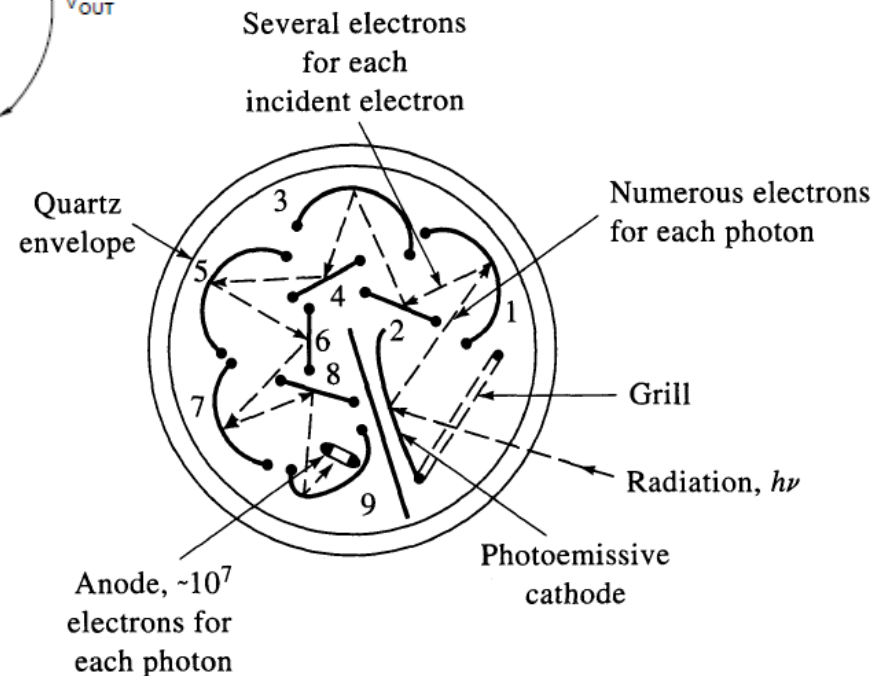 VOUT
Several electrons
for each
incident electron
Quartz
envelope
Numerous electrons
for each photon
3
5
4
1
2
6
8
7
Grill
9
Radiation, hν
Photoemissive
cathode
Anode, ~10⁷
electrons for
each photon